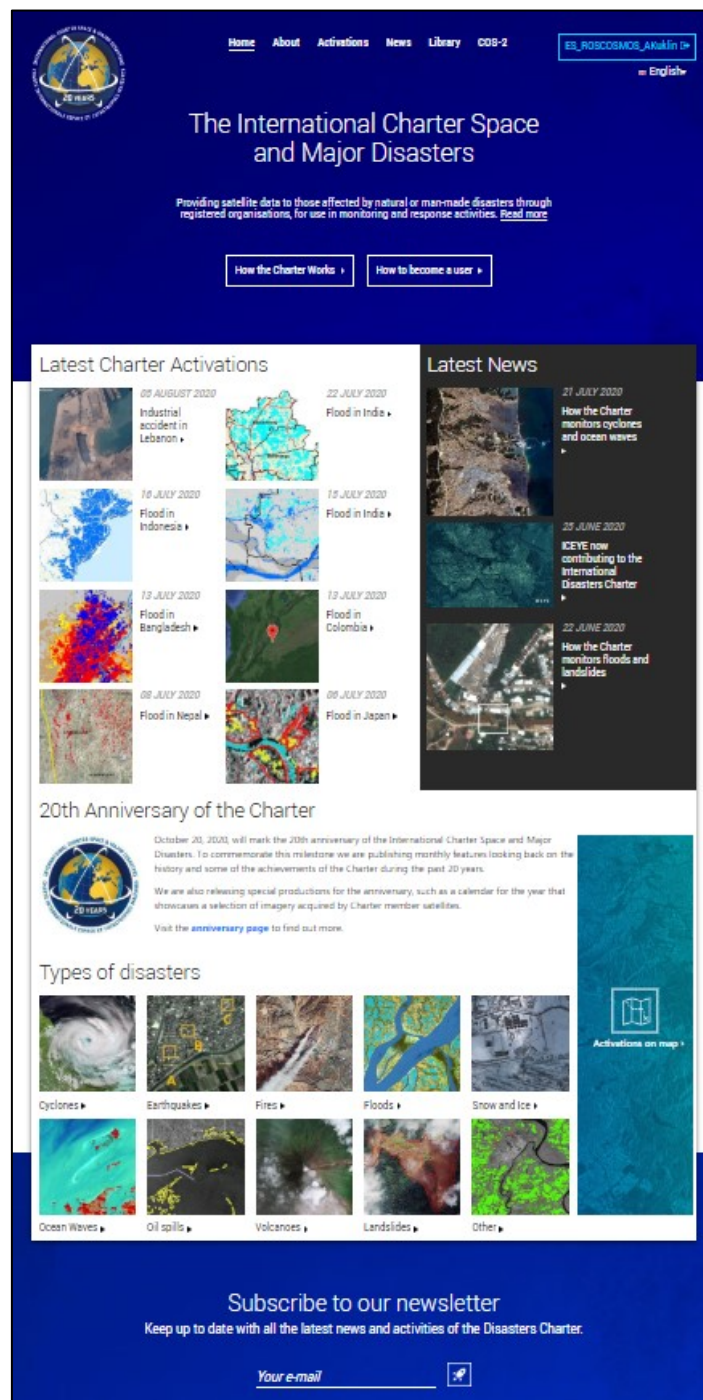 Home About Activations News Library COS-2
ES_ROSCOSMOS_AKuklin
English
20 YEARS
The International Charter Space
and Major Disasters
Providing satellite data to those affected by natural or man-made disasters through
registered organisations, for use in monitoring and response activities. Read more
How the Charter Works
How to become a user
Latest Charter Activations
05 AUGUST 2020
Industrial
accident in
Lebanon
22 JULY 2020
Flood in India
16 JULY 2020
Flood in
Indonesia
15 JULY 2020
Flood in India
13 JULY 2020
Flood in
Bangladesh
13 JULY 2020
Flood in
Colombia
08 JULY 2020
Flood in Nepal
06 JULY 2020
Flood in Japan
Latest News
21 JULY 2020
How the Charter
monitors cyclones
and ocean waves
25 JUNE 2020
ICEYE now
contributing to the
International
Disasters Charter
22 JUNE 2020
How the Charter
monitors floods and
landslides
20th Anniversary of the Charter
20 YEARS
October 20, 2020, will mark the 20th anniversary of the International Charter Space and Major
Disasters. To commemorate this milestone we are publishing monthly features looking back on the
history and some of the achievements of the Charter during the past 20 years.
We are also releasing special productions for the anniversary, such as a calendar for the year that
showcases a selection of imagery acquired by Charter member satellites.
Visit the anniversary page to find out more.
Types of disasters
A
B
C
Cyclones
Earthquakes
Fires
Floods
Snow and Ice
Ocean Waves
Oil spills
Volcanoes
Landslides
Other
Activations on map
Subscribe to our newsletter
Keep up to date with all the latest news and activities of the Disasters Charter.
Your e-mail